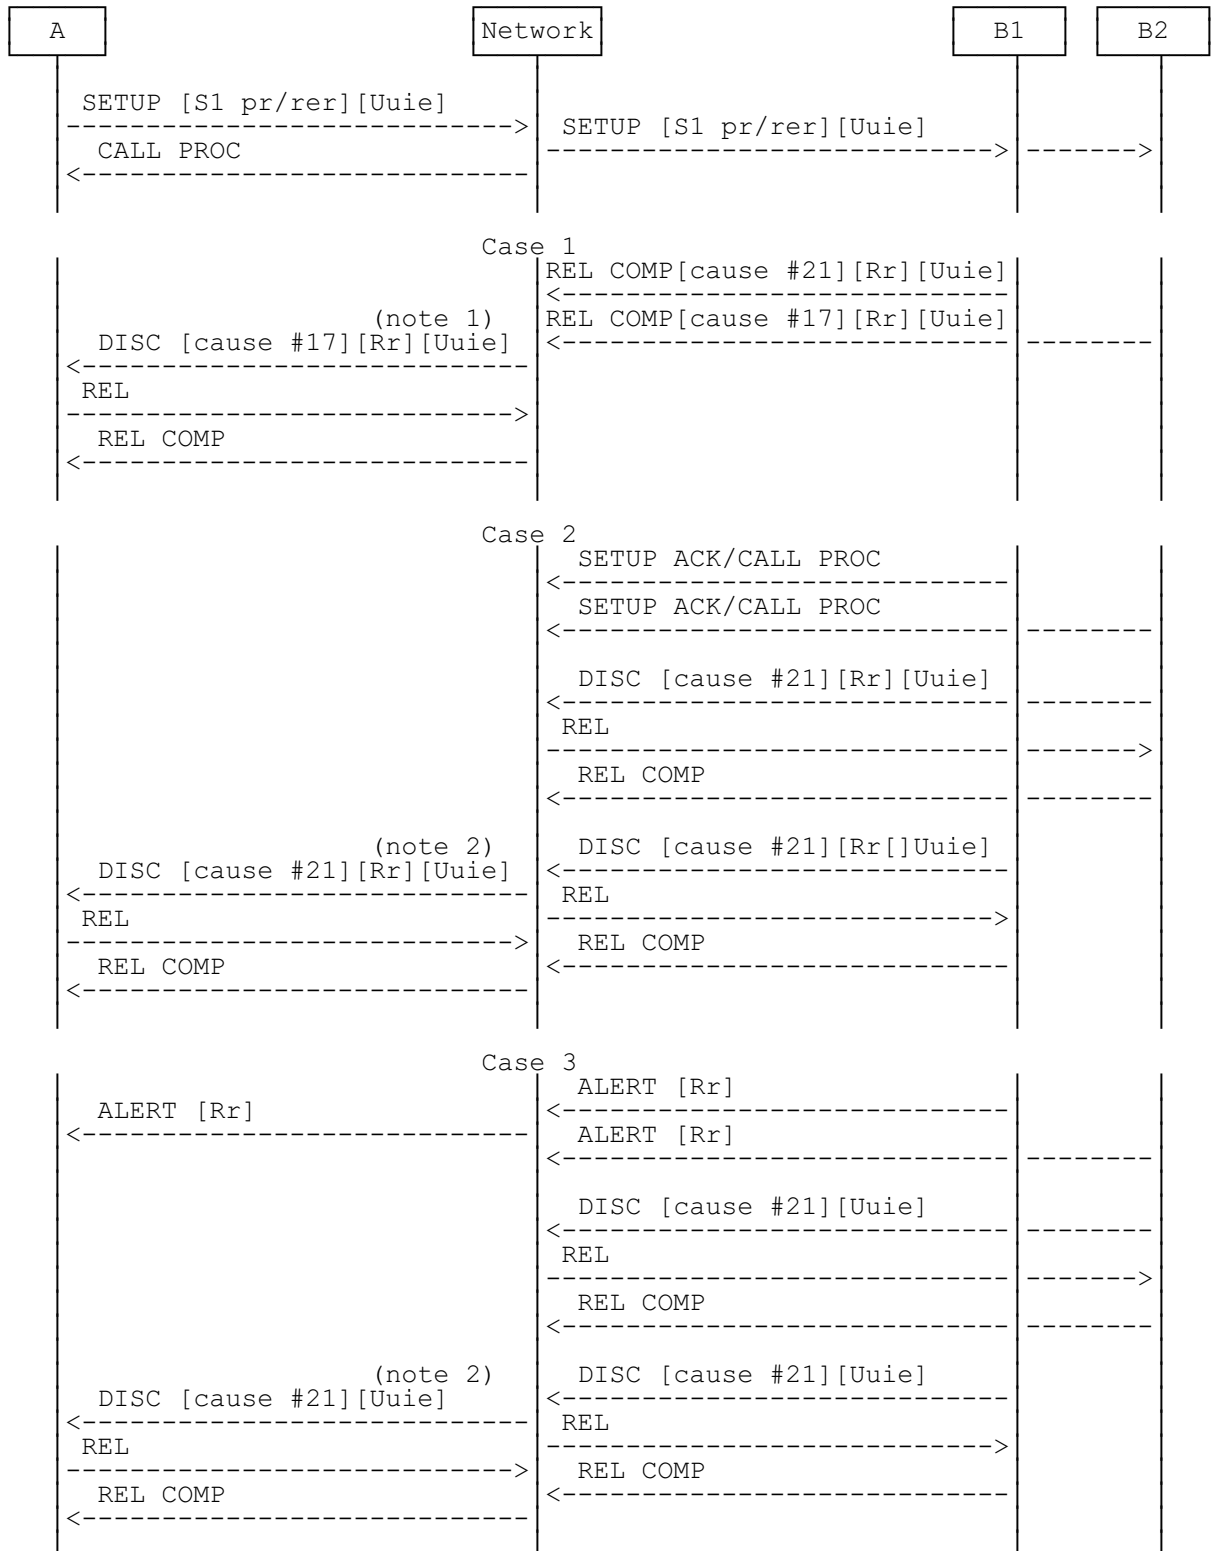 A Network B1 B2
SETUP [S1 pr/rer][Uuie]
SETUP [S1 pr/rer][Uuie]
CALL PROC
Case 1
REL COMP[cause #21][Rr][Uuie]
(note 1) REL COMP[cause #17][Rr][Uuie]
DISC [cause #17][Rr][Uuie]
REL
REL COMP
Case 2
SETUP ACK/CALL PROC
SETUP ACK/CALL PROC
DISC [cause #21][Rr][Uuie]
REL
REL COMP
(note 2) DISC [cause #21][Rr[]Uuie]
DISC [cause #21][Rr][Uuie]
REL
REL
REL COMP
REL COMP
Case 3
ALERT [Rr]
ALERT [Rr]
ALERT [Rr]
DISC [cause #21][Uuie]
REL
REL COMP
(note 2) DISC [cause #21][Uuie]
DISC [cause #21][Uuie]
REL
REL
REL COMP
REL COMP